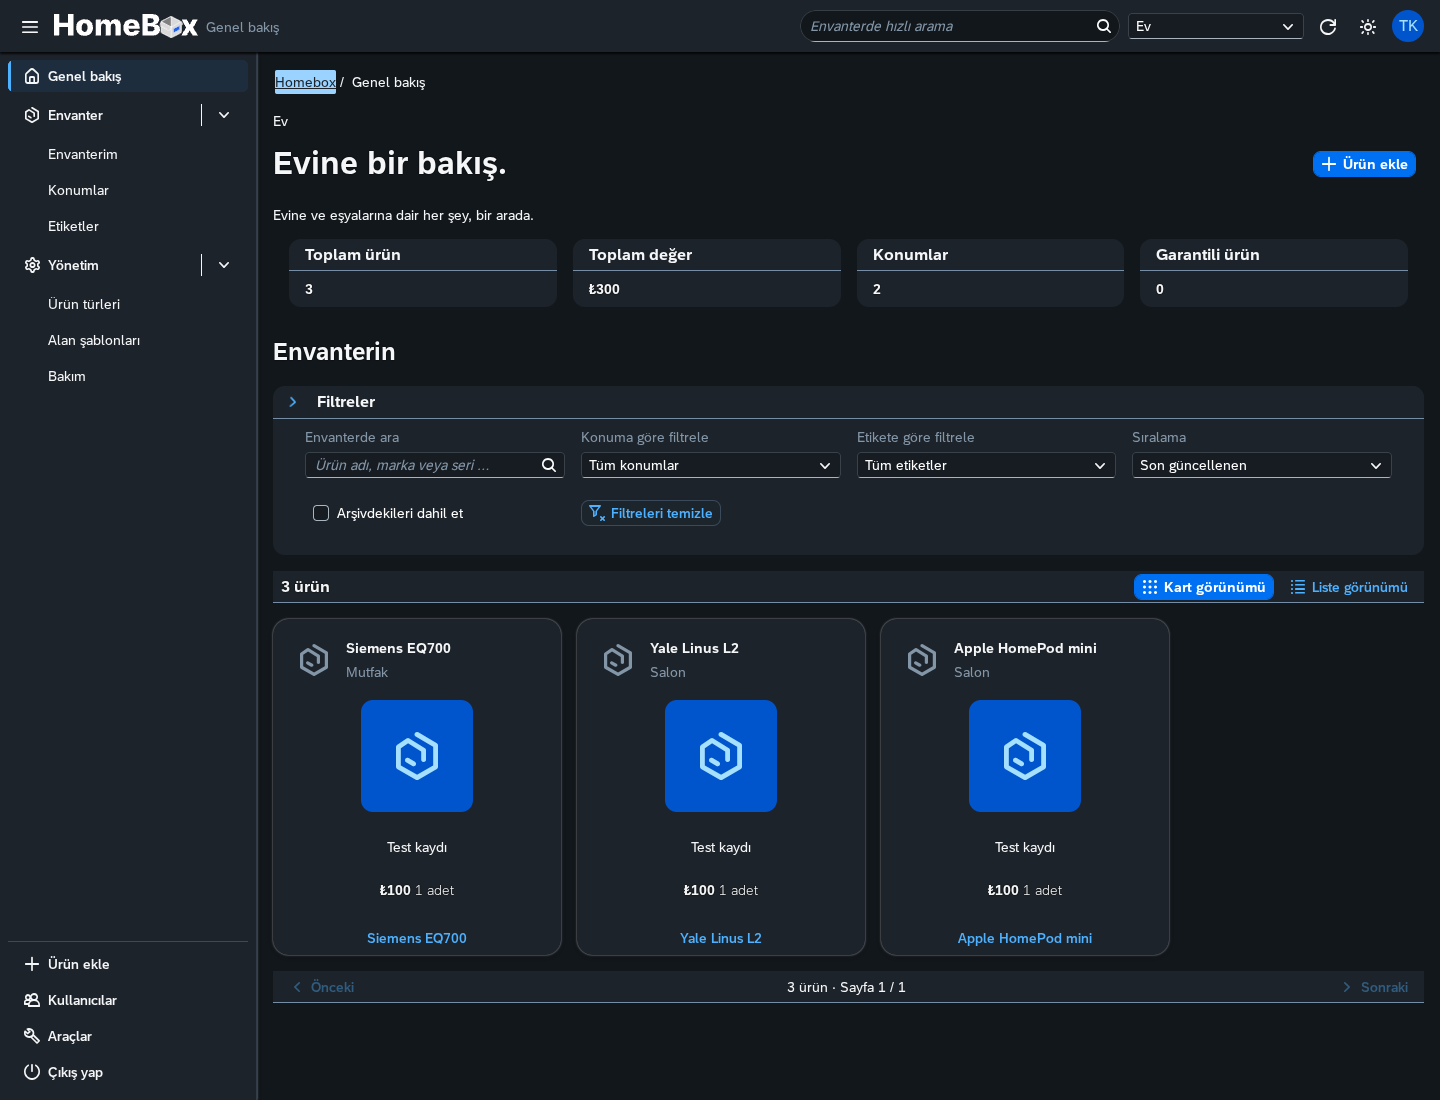 HomeBox Genel bakış
Envanterde hızlı arama
Ev
TK
Genel bakış
Envanter
Envanterim
Konumlar
Etiketler
Yönetim
Ürün türleri
Alan şablonları
Bakım
Ürün ekle
Kullanıcılar
Araçlar
Çıkış yap
Homebox / Genel bakış
Ev
Evine bir bakış.
Ürün ekle
Evine ve eşyalarına dair her şey, bir arada.
Toplam ürün
3
Toplam değer
₺300
Konumlar
2
Garantili ürün
0
Envanterin
Filtreler
Envanterde ara
Ürün adı, marka veya seri ...
Konuma göre filtrele
Tüm konumlar
Etikete göre filtrele
Tüm etiketler
Sıralama
Son güncellenen
Arşivdekileri dahil et
Filtreleri temizle
3 ürün
Kart görünümü
Liste görünümü
Siemens EQ700
Mutfak
Test kaydı
₺100 1 adet
Siemens EQ700
Yale Linus L2
Salon
Test kaydı
₺100 1 adet
Yale Linus L2
Apple HomePod mini
Salon
Test kaydı
₺100 1 adet
Apple HomePod mini
Önceki
3 ürün · Sayfa 1 / 1
Sonraki